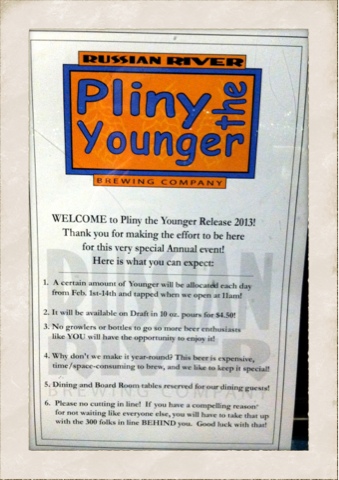 RUSSIAN RIVER
Pliny the
Younger
BREWING COMPANY
WELCOME to Pliny the Younger Release 2013!
Thank you for making the effort to be here
for this very special Annual event!
Here is what you can expect:
1. A certain amount of Younger will be allocated each day
from Feb. 1st-14th and tapped when we open at 11am!
2. It will be available on Draft in 10 oz. pours for $4.50!
3. No growlers or bottles to go so more beer enthusiasts
like YOU will have the opportunity to enjoy it!
4. Why don't we make it year-round? This beer is expensive,
time/space-consuming to brew, and we like to keep it special!
5. Dining and Board Room tables reserved for our dining guests!
6. Please no cutting in line! If you have a compelling reason
for not waiting like everyone else, you will have to take that up
with the 300 folks in line BEHIND you. Good luck with that!
BREWING COMPANY